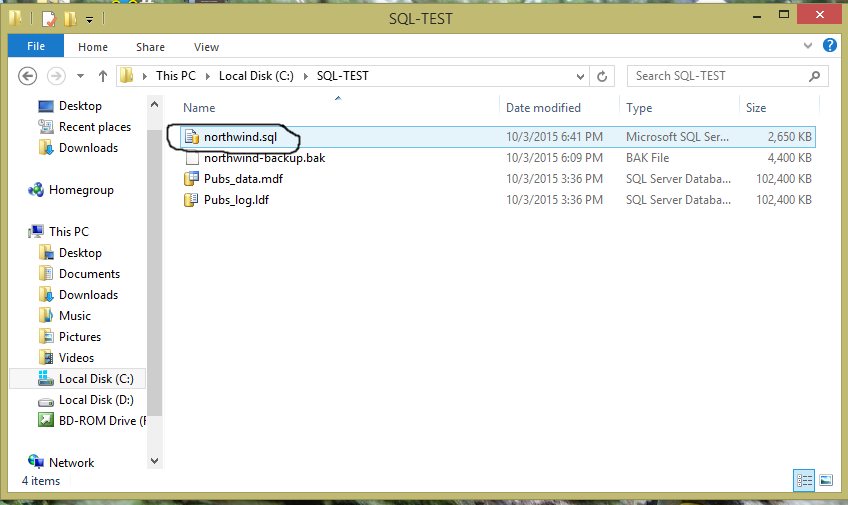 SQL-TEST
File Home Share View
This PC Local Disk (C:) SQL-TEST Search SQL-TEST
Name Date modified Type Size
northwind.sql 10/3/2015 6:41 PM Microsoft SQL Ser... 2,650 KB
northwind-backup.bak 10/3/2015 6:09 PM BAK File 4,400 KB
Pubs_data.mdf 10/3/2015 3:36 PM SQL Server Databa... 102,400 KB
Pubs_log.ldf 10/3/2015 3:36 PM SQL Server Databa... 102,400 KB
Desktop
Recent places
Downloads
Homegroup
This PC
Desktop
Documents
Downloads
Music
Pictures
Videos
Local Disk (C:)
Local Disk (D:)
BD-ROM Drive (F
Network
4 items